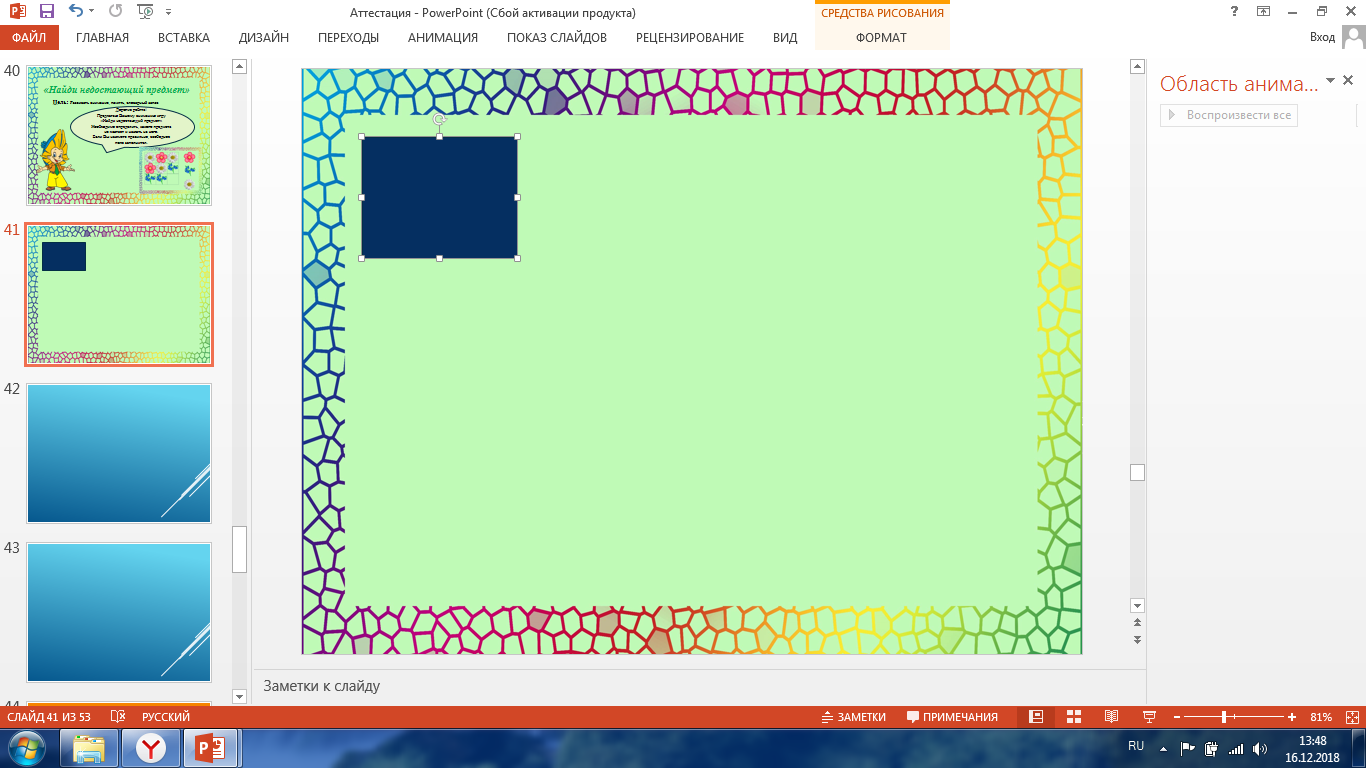 Аттестация - PowerPoint (Сбой активации продукта)
СРЕДСТВА РИСОВАНИЯ
?
ФАЙЛ
ГЛАВНАЯ
ВСТАВКА
ДИЗАЙН
ПЕРЕХОДЫ
АНИМАЦИЯ
ПОКАЗ СЛАЙДОВ
РЕЦЕНЗИРОВАНИЕ
ВИД
ФОРМАТ
Вход
40
«Найди недостающий предмет»
41
42
43
Область анима...
Воспроизвести все
Заметки к слайду
СЛАЙД 41 ИЗ 53
РУССКИЙ
ЗАМЕТКИ
ПРИМЕЧАНИЯ
81%
RU
13:48
16.12.2018